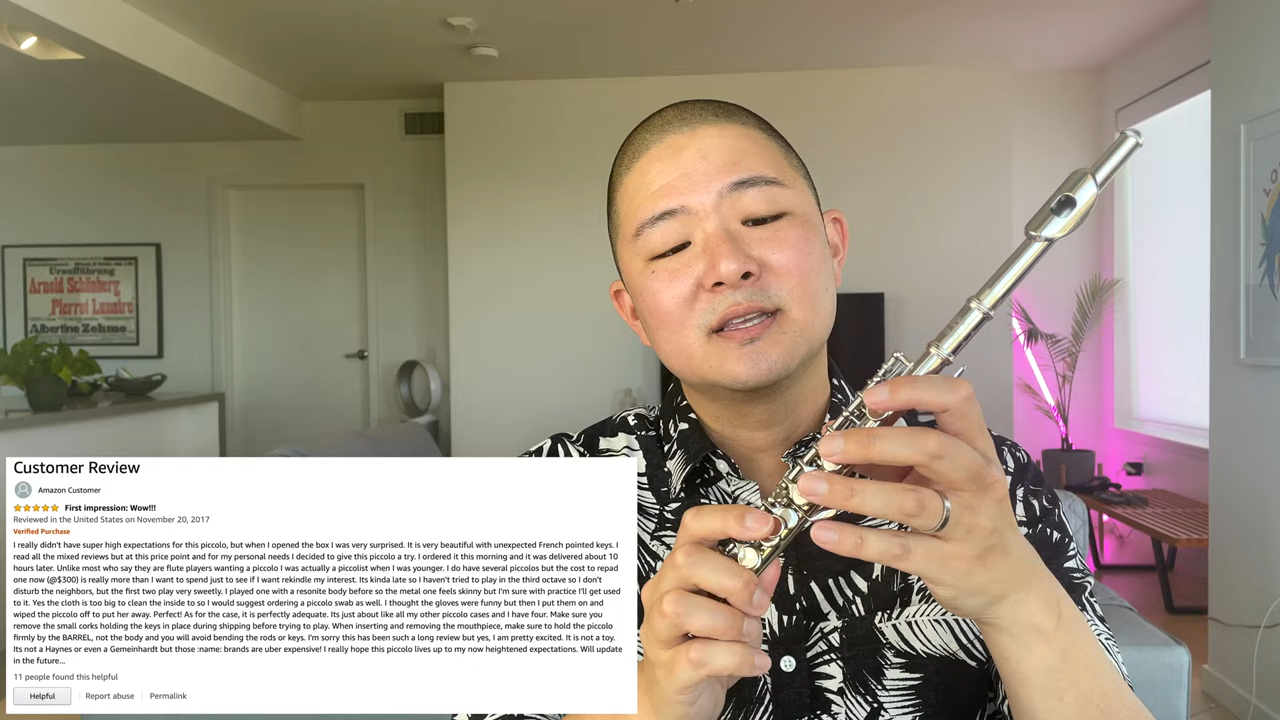 Uraufführung
Arnold Schönberg
Pierrot Lunaire
Albertine Zehme
Customer Review
Amazon Customer
First impression: Wow!!!
Reviewed in the United States on November 20, 2017
Verified Purchase
I really didn't have super high expectations for this piccolo, but when I opened the box I was very surprised. It is very beautiful with unexpected French pointed keys. I
read all the mixed reviews but at this price point and for my personal needs I decided to give this piccolo a try. I ordered it this morning and it was delivered about 10
hours later. Unlike most who say they are flute players wanting a piccolo I was actually a piccolist when I was younger. I do have several piccolos but the cost to repad
one now (@$300) is really more than I want to spend just to see if I want rekindle my interest. Its kinda late so I haven't tried to play in the third octave so I don't
disturb the neighbors, but the first two play very sweetly. I played one with a resonite body before so the metal one feels skinny but I'm sure with practice I'll get used
to it. Yes the cloth is too big to clean the inside to so I would suggest ordering a piccolo swab as well. I thought the gloves were funny but then I put them on and
wiped the piccolo off to put her away. Perfect! As for the case, it is perfectly adequate. Its just about like all my other piccolo cases and I have four. Make sure you
remove the small corks holding the keys in place during shipping before trying to play. When inserting and removing the mouthpiece, make sure to hold the piccolo
firmly by the BARREL, not the body and you will avoid bending the rods or keys. I'm sorry this has been such a long review but yes, I am pretty excited. It is not a toy.
Its not a Haynes or even a Gemeinhardt but those :name: brands are uber expensive! I really hope this piccolo lives up to my now heightened expectations. Will update
in the future...
11 people found this helpful
Helpful
Report abuse
Permalink